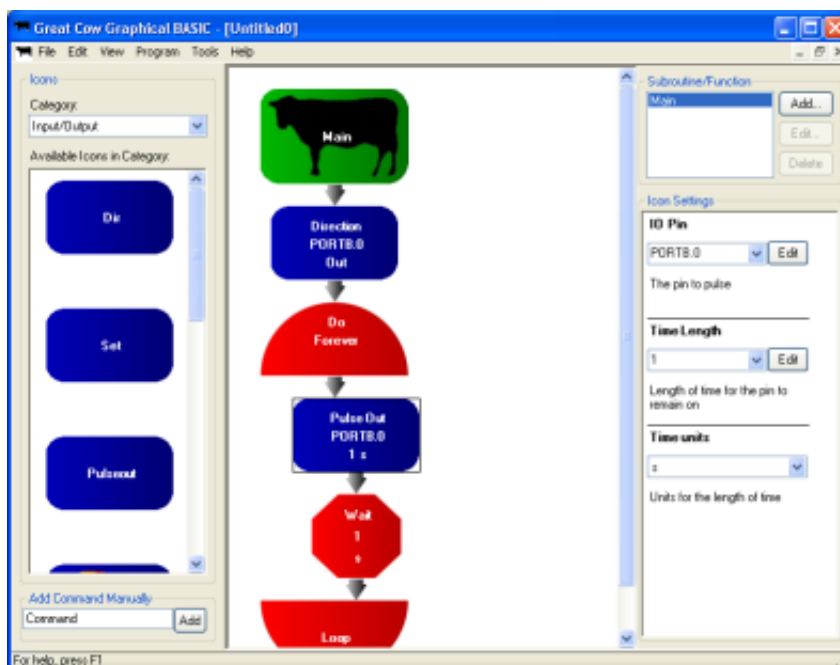 Great Cow Graphical BASIC - [Untitled0]
File Edit View Program Tools Help
Icons
Category:
Input/Output
Available Icons in Category:
Dir
Set
Pulseout
Add Command Manually
Command
Add
Main
Direction
PORTB.0
Out
Do
Forever
Pulse Out
PORTB.0
1 s
Wait
1
s
Loop
Subroutine/Function
Main
Add...
Edit...
Delete
Icon Settings
IO Pin
PORTB.0
Edit
The pin to pulse
Time Length
1
Edit
Length of time for the pin to
remain on
Time units
s
Units for the length of time
For help, press F1